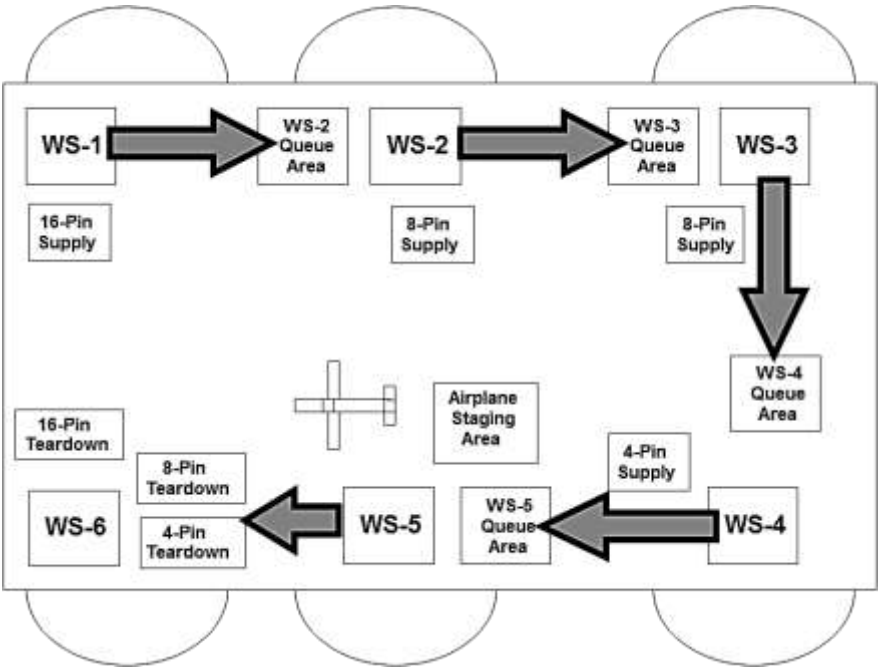 WS-1
WS-2
Queue
Area
WS-2
WS-3
Queue
Area
WS-3
16-Pin
Supply
8-Pin
Supply
8-Pin
Supply
WS-4
Queue
Area
Airplane
Staging
Area
16-Pin
Teardown
8-Pin
Teardown
4-Pin
Supply
WS-6
4-Pin
Teardown
WS-5
WS-5
Queue
Area
WS-4